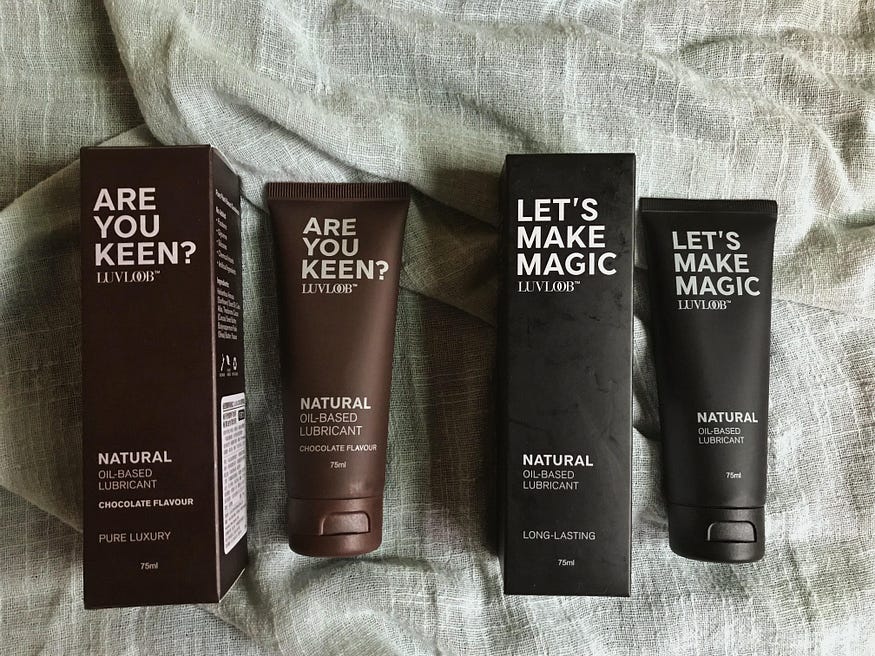 ARE
YOU
KEEN?
LUVLOOB™
NATURAL
OIL-BASED
LUBRICANT
CHOCOLATE FLAVOUR
PURE LUXURY
75ml
Ingredients:
ARE
YOU
KEEN?
LUVLOOB™
NATURAL
OIL-BASED
LUBRICANT
CHOCOLATE FLAVOUR
75ml
LET'S
MAKE
MAGIC
LUVLOOB™
NATURAL
OIL-BASED
LUBRICANT
LONG-LASTING
75ml
LET'S
MAKE
MAGIC
LUVLOOB™
NATURAL
OIL-BASED
LUBRICANT
75ml